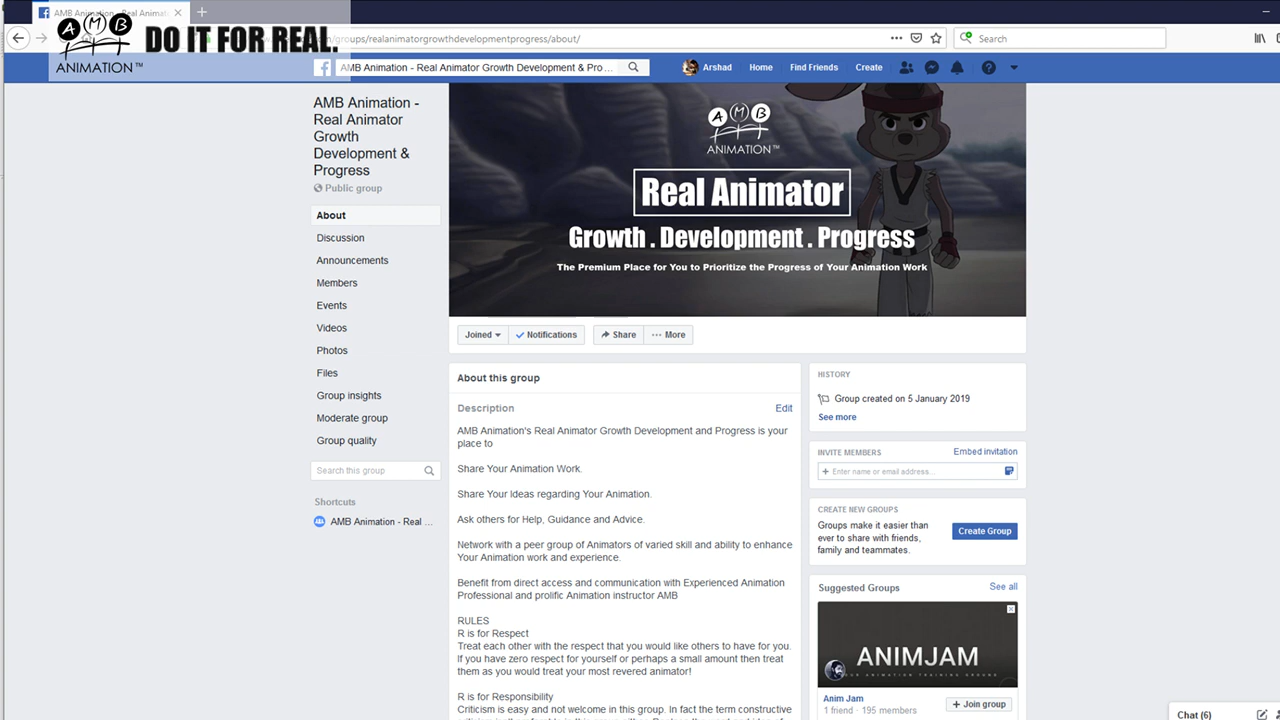 AMB Animation - Real Animat
A M B
ANIMATION™
DO IT FOR REAL.
/groups/realanimatorgrowthdevelopmentprogress/about/
Search
AMB Animation - Real Animator Growth Development & Pro ...
Arshad
Home
Find Friends
Create
AMB Animation -
Real Animator
Growth
Development &
Progress
Public group
About
Discussion
Announcements
Members
Events
Videos
Photos
Files
Group insights
Moderate group
Group quality
Search this group
Shortcuts
AMB Animation - Real ...
A M B
ANIMATION™
Real Animator
Growth . Development . Progress
The Premium Place for You to Prioritize the Progress of Your Animation Work
Joined
Notifications
Share
More
About this group
Description
Edit
AMB Animation's Real Animator Growth Development and Progress is your
place to
Share Your Animation Work.
Share Your Ideas regarding Your Animation.
Ask others for Help, Guidance and Advice.
Network with a peer group of Animators of varied skill and ability to enhance
Your Animation work and experience.
Benefit from direct access and communication with Experienced Animation
Professional and prolific Animation instructor AMB
RULES
R is for Respect
Treat each other with the respect that you would like others to have for you.
If you have zero respect for yourself or perhaps a small amount then treat
them as you would treat your most revered animator!
R is for Responsibility
Criticism is easy and not welcome in this group. In fact the term constructive
HISTORY
Group created on 5 January 2019
See more
INVITE MEMBERS
Embed invitation
+ Enter name or email address...
CREATE NEW GROUPS
Groups make it easier than
ever to share with friends,
family and teammates.
Create Group
Suggested Groups
See all
ANIMJAM
YOUR ANIMATION TRAINING GROUNDS
Anim Jam
1 friend · 195 members
+ Join group
Chat (6)